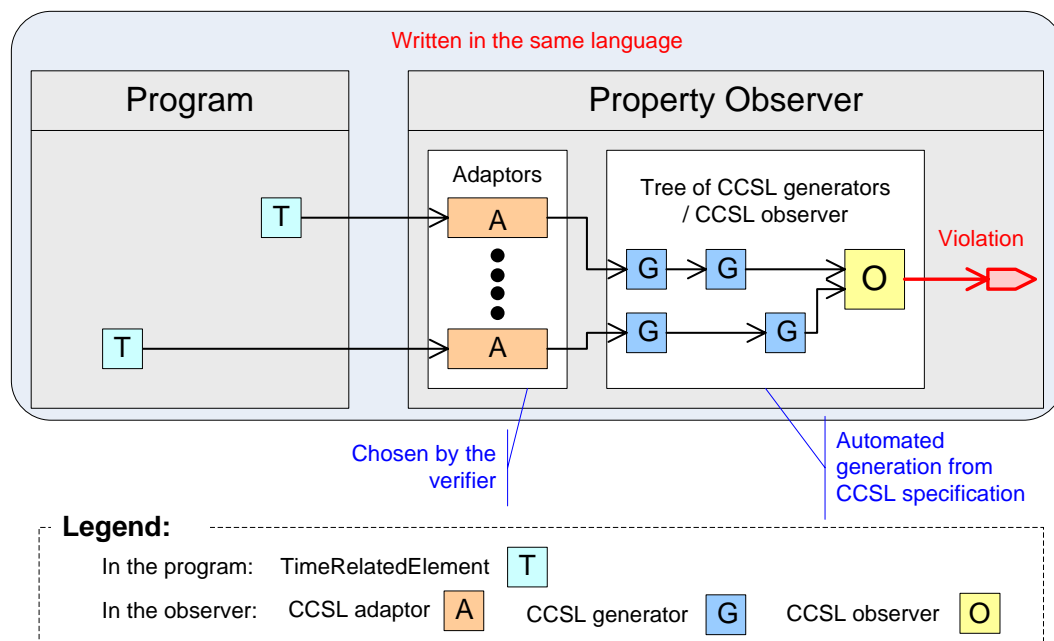 Written in the same language
Program
Property Observer
Adaptors
Tree of CCSL generators
/ CCSL observer
T
A
G
G
O
Violation
T
A
G
G
Chosen by the
verifier
Automated
generation from
CCSL specification
Legend:
In the program: TimeRelatedElement T
In the observer: CCSL adaptor A CCSL generator G CCSL observer O